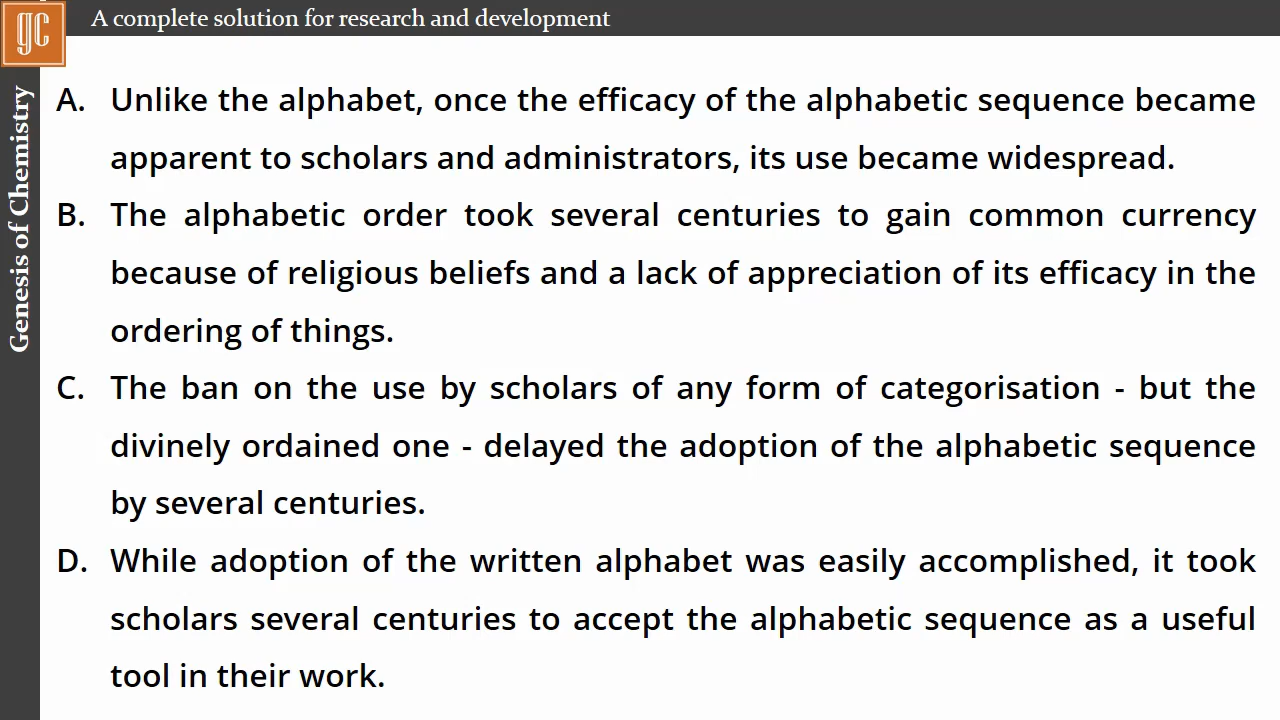 A complete solution for research and development
gc
Genesis of Chemistry
A. Unlike the alphabet, once the efficacy of the alphabetic sequence became
apparent to scholars and administrators, its use became widespread.
B. The alphabetic order took several centuries to gain common currency
because of religious beliefs and a lack of appreciation of its efficacy in the
ordering of things.
C. The ban on the use by scholars of any form of categorisation - but the
divinely ordained one - delayed the adoption of the alphabetic sequence
by several centuries.
D. While adoption of the written alphabet was easily accomplished, it took
scholars several centuries to accept the alphabetic sequence as a useful
tool in their work.